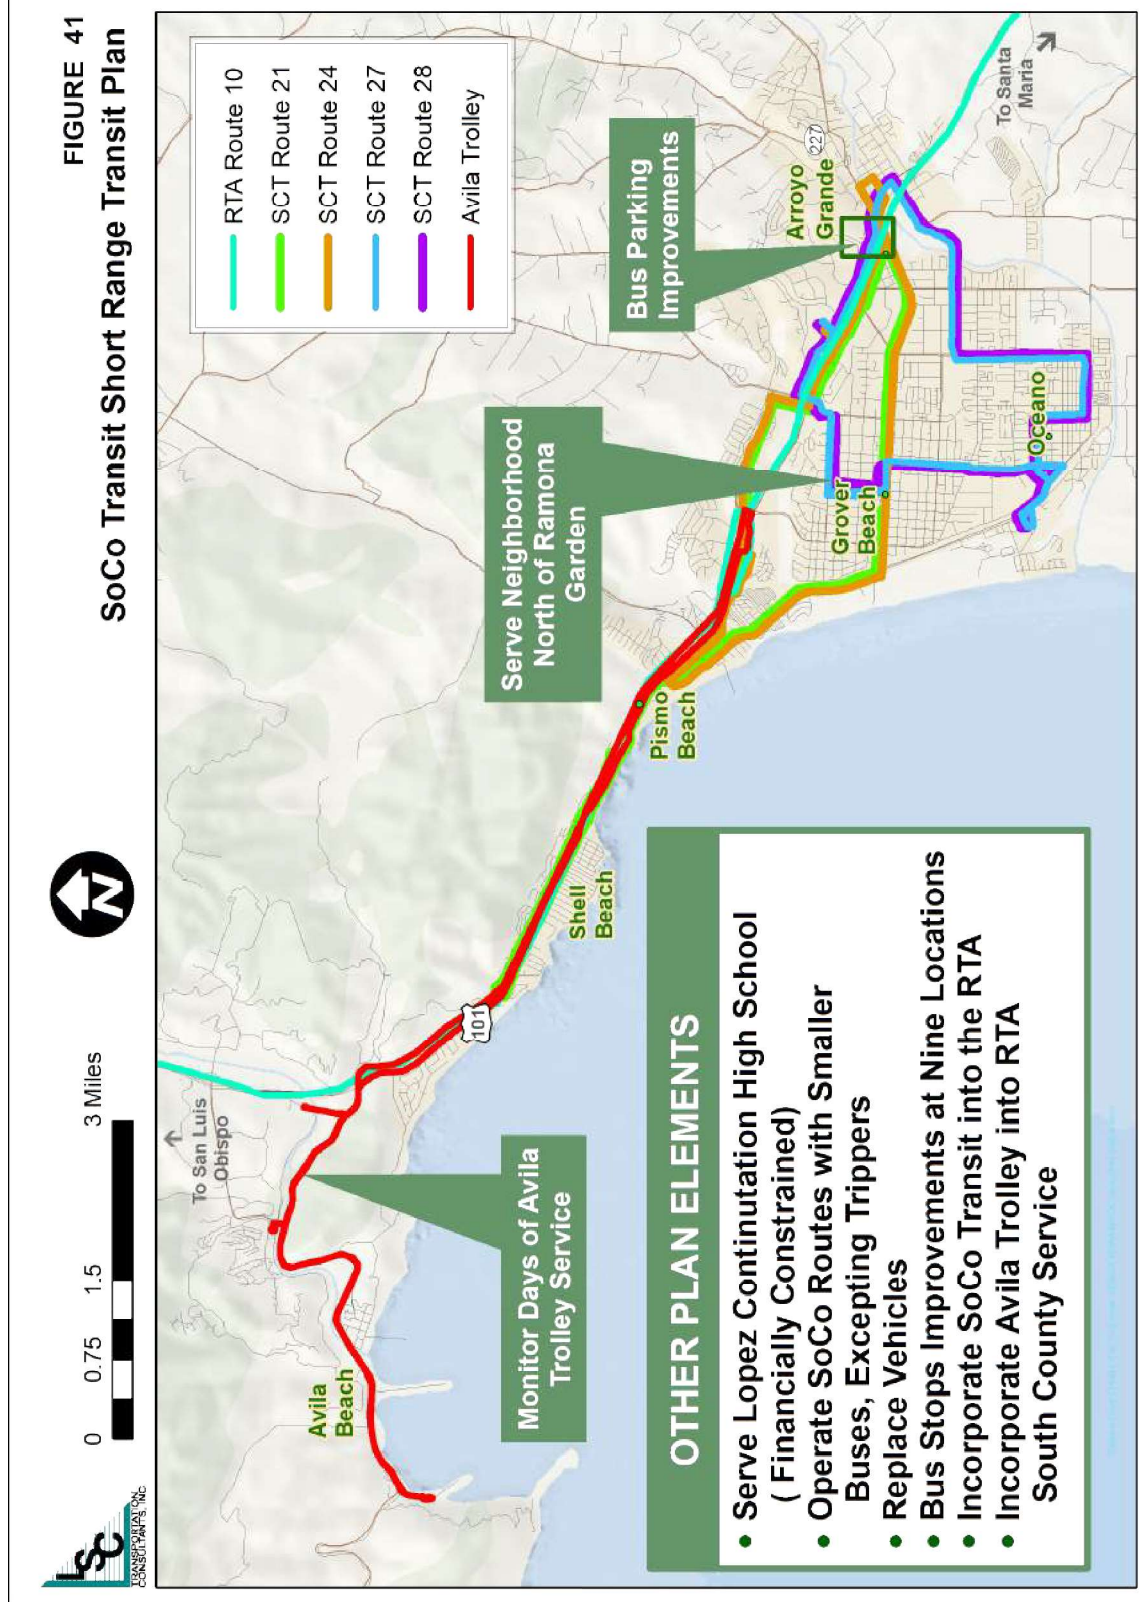 LSC
TRANSPORTATION
CONSULTANTS, INC.
0 0.75 1.5 3 Miles
N
FIGURE 41
SoCo Transit Short Range Transit Plan
RTA Route 10
SCT Route 21
SCT Route 24
SCT Route 27
SCT Route 28
Avila Trolley
To San Luis
Obispo
101
Avila
Beach
Monitor Days of Avila
Trolley Service
Shell
Beach
Pismo
Beach
Serve Neighborhood
North of Ramona
Garden
Grover
Beach
Oceano
Bus Parking
Improvements
Arroyo
Grande
227
To Santa
Maria
OTHER PLAN ELEMENTS
• Serve Lopez Continutation High School
( Financially Constrained)
• Operate SoCo Routes with Smaller
Buses, Excepting Trippers
• Replace Vehicles
• Bus Stops Improvements at Nine Locations
• Incorporate SoCo Transit into the RTA
• Incorporate Avila Trolley into RTA
South County Service